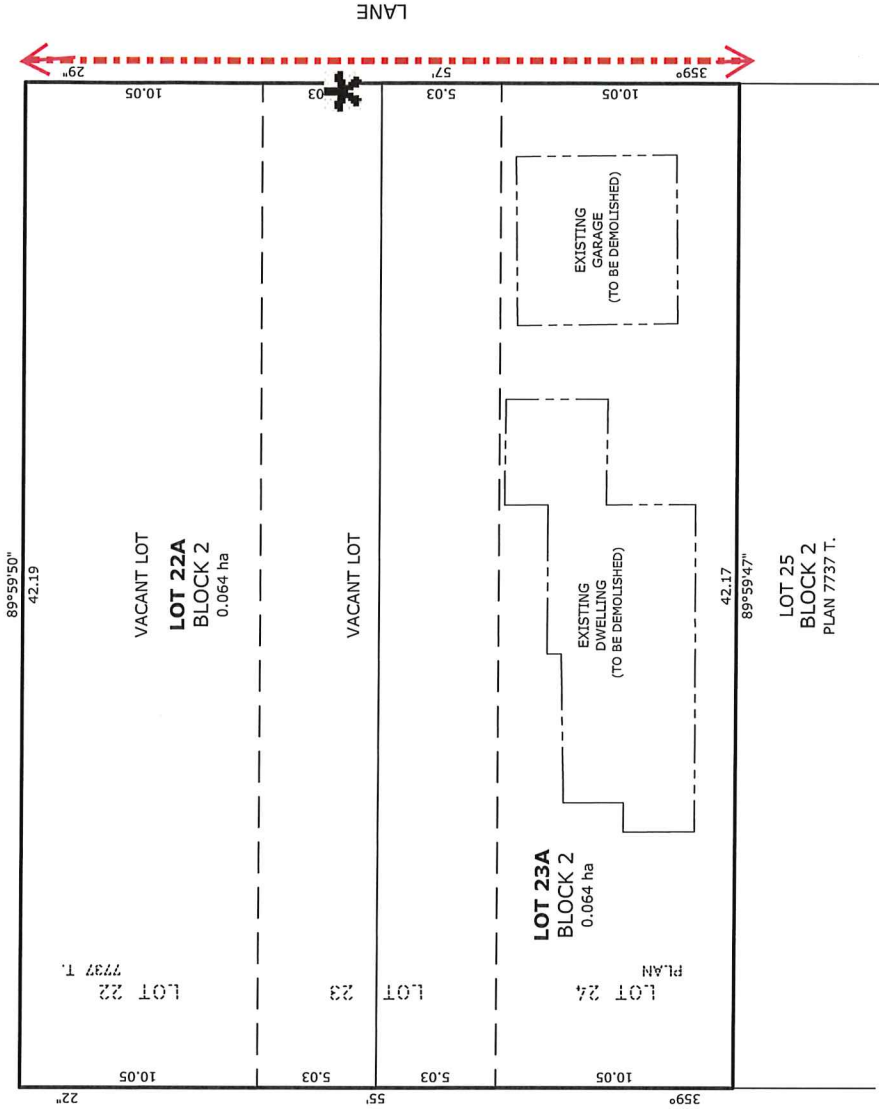 LANE
89°59'50"
42.19
29"
57'
359°
10.05
5.03
5.03
10.05
VACANT LOT
LOT 22A
BLOCK 2
0.064 ha
VACANT LOT
EXISTING
GARAGE
(TO BE DEMOLISHED)
EXISTING
DWELLING
(TO BE DEMOLISHED)
LOT 23A
BLOCK 2
0.064 ha
LOT 22
7737 T.
LOT 23
LOT 24
PLAN
10.05
5.03
5.03
10.05
22"
55'
359°
42.17
89°59'47"
LOT 25
BLOCK 2
PLAN 7737 T.